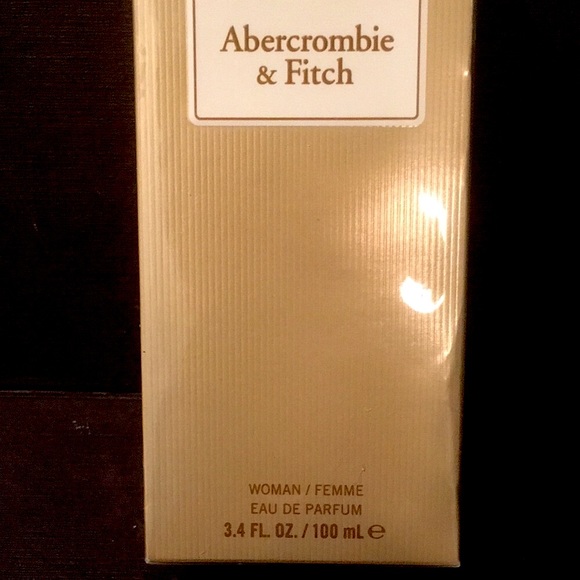 Abercrombie
& Fitch
WOMAN / FEMME
EAU DE PARFUM
3.4 FL. OZ. / 100 mL ℮